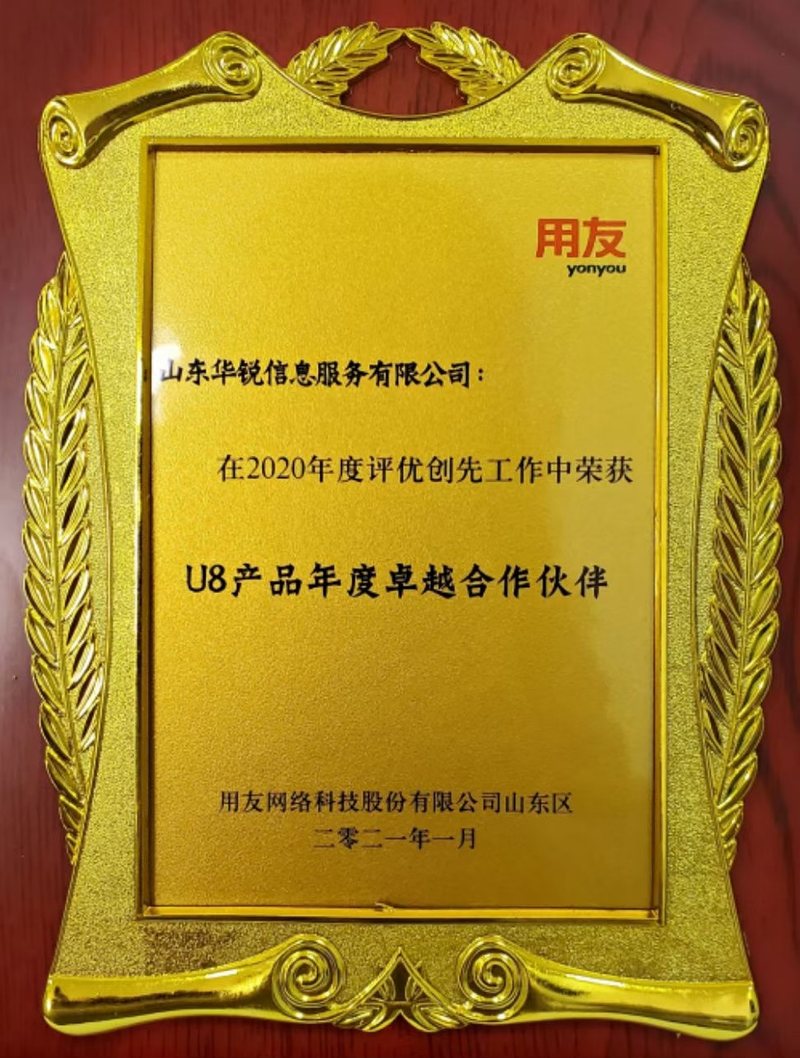 用友
yonyou
山东华锐信息服务有限公司：
在2020年度评优创先工作中荣获
U8产品年度卓越合作伙伴
用友网络科技股份有限公司山东区
二零二一年一月